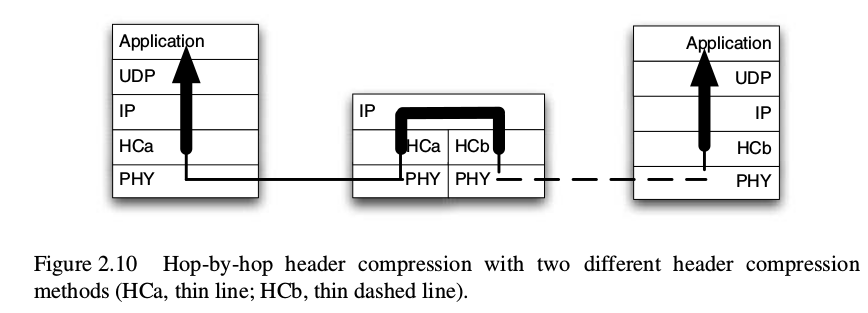 Application
UDP
IP
HCa
PHY
IP
HCa HCb
PHY PHY
Application
UDP
IP
HCb
PHY
Figure 2.10 Hop-by-hop header compression with two different header compression
methods (HCa, thin line; HCb, thin dashed line).